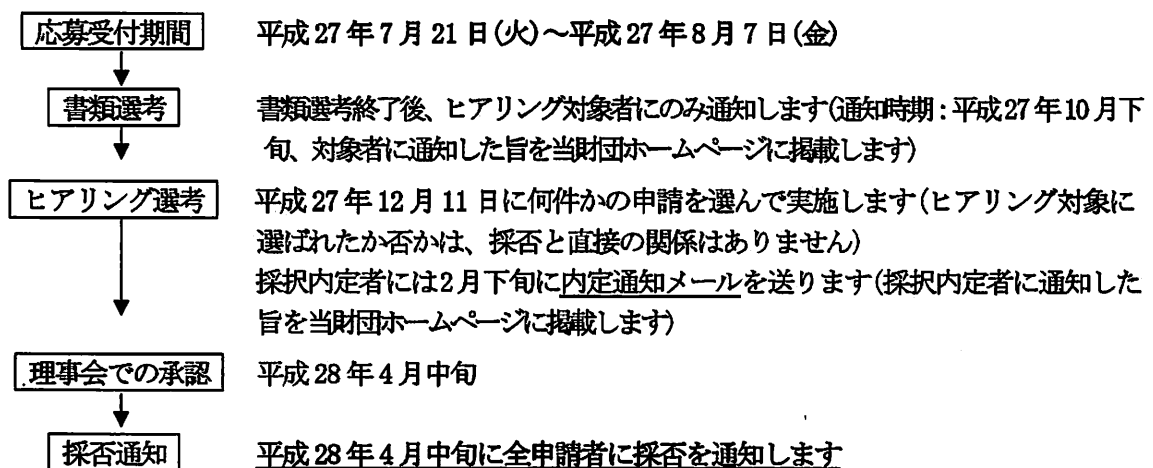 応募受付期間 平成27年7月21日(火)～平成27年8月7日(金)
書類選考 書類選考終了後、ヒアリング対象者にのみ通知します(通知時期：平成27年10月下
旬、対象者に通知した旨を当財団ホームページに掲載します)
ヒアリング選考 平成27年12月11日に何件かの申請を選んで実施します(ヒアリング対象に
選ばれたか否かは、採否と直接の関係はありません)
採択内定者には2月下旬に内定通知メールを送ります(採択内定者に通知した
旨を当財団ホームページに掲載します)
理事会での承認 平成28年4月中旬
採否通知 平成28年4月中旬に全申請者に採否を通知します